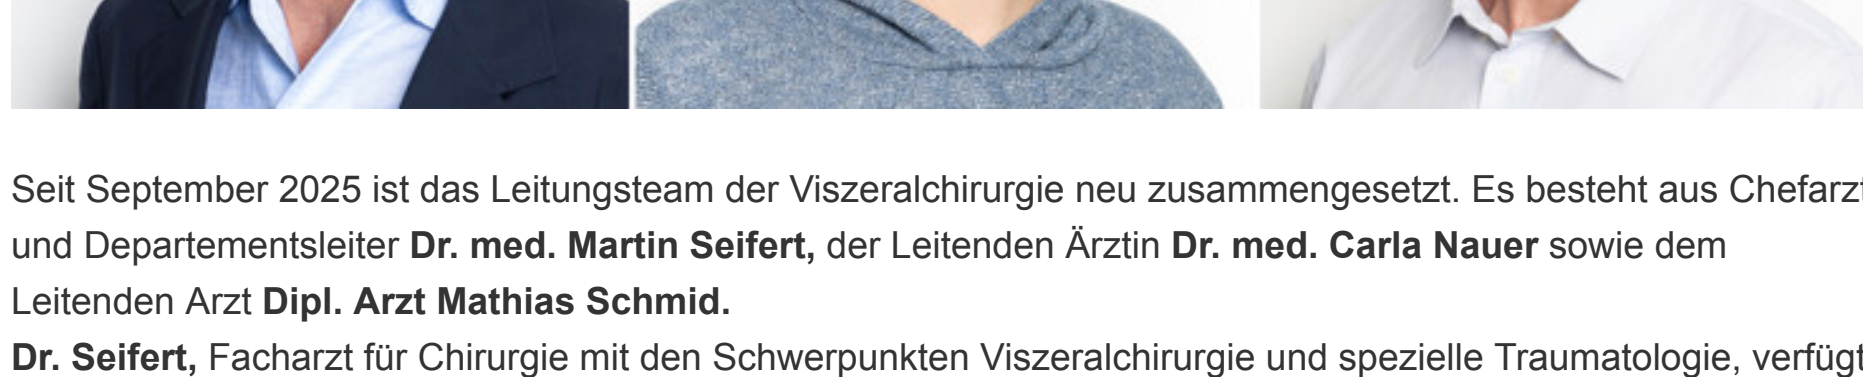 Seit September 2025 ist das Leitungsteam der Viszeralchirurgie neu zusammengesetzt. Es besteht aus Chefarzt
und Departementsleiter Dr. med. Martin Seifert, der Leitenden Ärztin Dr. med. Carla Nauer sowie dem
Leitenden Arzt Dipl. Arzt Mathias Schmid.
Dr. Seifert, Facharzt für Chirurgie mit den Schwerpunkten Viszeralchirurgie und spezielle Traumatologie, verfügt